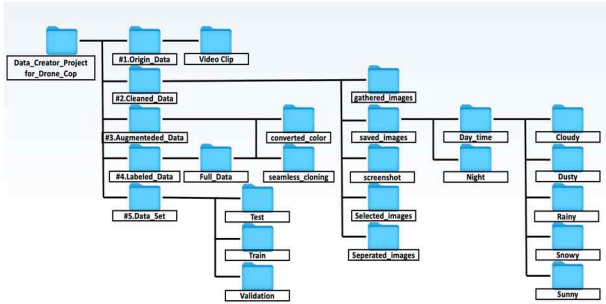 Data_Creator_Project
for_Drone_Cop
#1.Origin_Data
Video Clip
#2.Cleaned_Data
gathered_images
#3.Augmenteded_Data
converted_color
saved_images
Day_time
Cloudy
#4.Labeled_Data
Full_Data
seamless_cloning
screenshot
Night
Dusty
#5.Data_Set
Test
Selected_images
Rainy
Train
Seperated_images
Snowy
Validation
Sunny